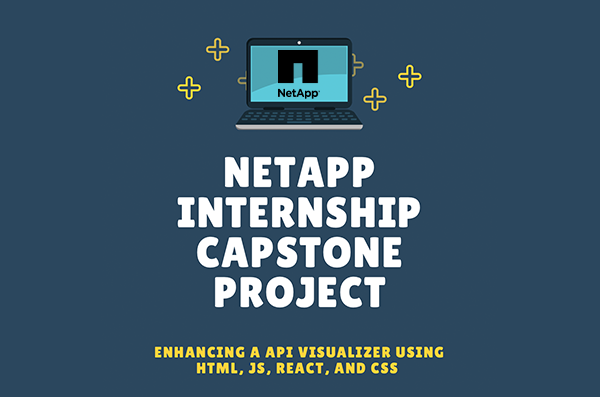 NetApp
NETAPP
INTERNSHIP
CAPSTONE
PROJECT
ENHANCING A API VISUALIZER USING
HTML, JS, REACT, AND CSS